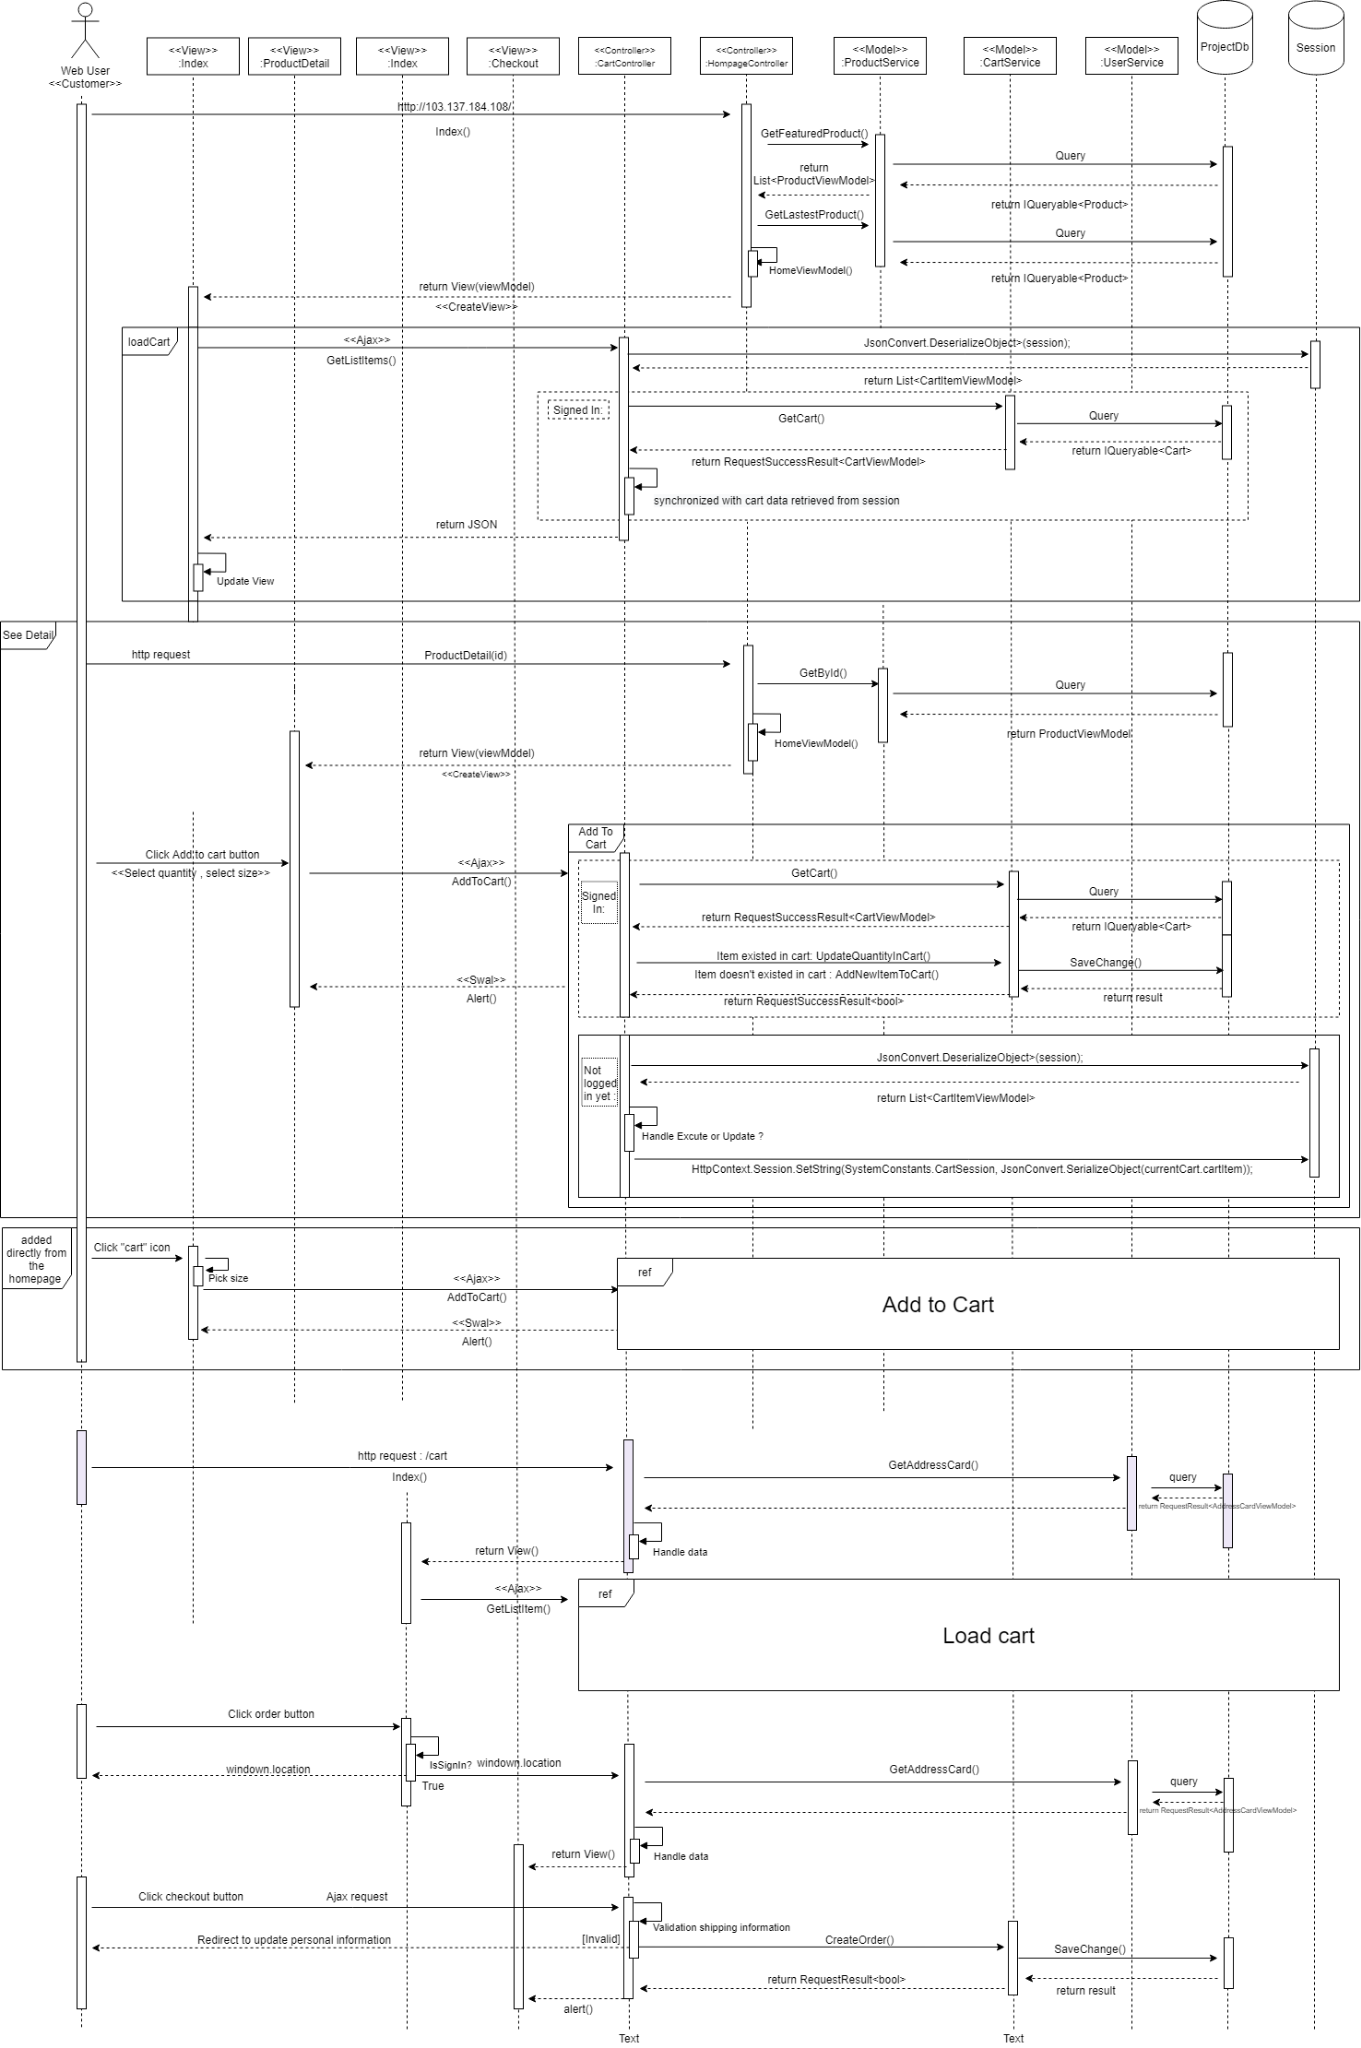 Web User
<<Customer>>
<<View>>
:Index
<<View>>
:ProductDetail
<<View>>
:Index
<<View>>
:Checkout
<<Controller>>
:CartController
<<Controller>>
:HompageController
<<Model>>
:ProductService
<<Model>>
:CartService
<<Model>>
:UserService
ProjectDb
Session
http://103.137.184.108/
Index()
GetFeaturedProduct()
Query
return
List<ProductViewModel>
return IQueryable<Product>
GetLastestProduct()
Query
HomeViewModel()
return IQueryable<Product>
return View(viewModel)
<<CreateView>>
loadCart
<<Ajax>>
GetListItems()
JsonConvert.DeserializeObject>(session);
return List<CartItemViewModel>
Signed In:
GetCart()
Query
return IQueryable<Cart>
return RequestSuccessResult<CartViewModel>
synchronized with cart data retrieved from session
return JSON
Update View
See Detail
http request
ProductDetail(id)
GetById()
Query
return ProductViewModel
HomeViewModel()
return View(viewModel)
<<CreateView>>
Add To
Cart
Click Add to cart button
<<Select quantity , select size>>
<<Ajax>>
AddToCart()
Signed
In:
GetCart()
Query
return RequestSuccessResult<CartViewModel>
return IQueryable<Cart>
Item existed in cart: UpdateQuantityInCart()
SaveChange()
Item doesn't existed in cart : AddNewItemToCart()
<<Swal>>
Alert()
return RequestSuccessResult<bool>
return result
Not
logged
in yet :
JsonConvert.DeserializeObject>(session);
return List<CartItemViewModel>
Handle Excute or Update ?
HttpContext.Session.SetString(SystemConstants.CartSession, JsonConvert.SerializeObject(currentCart.cartItem));
added
directly from
the
homepage
Click "cart" icon
Pick size
<<Ajax>>
AddToCart()
<<Swal>>
Alert()
ref
Add to Cart
http request : /cart
Index()
GetAddressCard()
query
return RequestResult<AddressCardViewModel>
Handle data
return View()
<<Ajax>>
GetListItem()
ref
Load cart
Click order button
IsSignIn?
windown.location
windown.location
True
GetAddressCard()
query
return RequestResult<AddressCardViewModel>
Handle data
return View()
Click checkout button
Ajax request
Validation shipping information
Redirect to update personal information
[Invalid]
CreateOrder()
SaveChange()
return RequestResult<bool>
return result
alert()
Text
Text